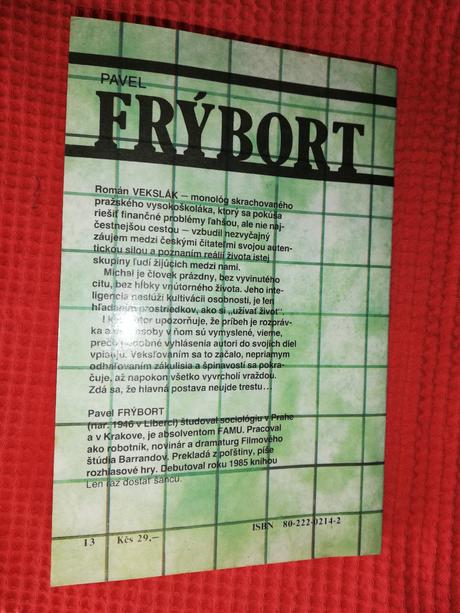 PAVEL
FRÝBORT
Román VEKSLÁK — monológ skrachovaného
pražského vysokoškoláka, ktorý sa pokúša
riešiť finančné problémy ľahšou, ale nie naj-
čestnejšou cestou — vzbudil nezvyčajný
záujem medzi českými čitateľmi svojou auten-
tickou silou a poznaním reálií života istej
skupiny ľudí žijúcich medzi nami.
Michal je človek prázdny, bez vyvinutého
citu, bez hĺbky vnútorného života. Jeho inte-
ligencia neslúži kultivácii osobnosti, je len
hľadaním prostriedkov, ako si „užívať život".
I k autor upozorňuje, že príbeh je rozpráv-
ka a osoby v ňom sú vymyslené, vieme,
prečo podobné vyhlásenia autori do svojich diel
vpisujú. Veksľovaním sa to začalo, nepriamym
odhaľovaním zákulisia a špinavostí sa pokra-
čuje, až napokon všetko vyvrcholí vraždou.
Zdá sa, že hlavná postava neujde trestu...
Pavel FRÝBORT
(nar. 1946 v Liberci) študoval sociológiu v Prahe
a v Krakove, je absolventom FAMU. Pracoval
ako robotník, novinár a dramaturg Filmového
štúdia Barrandov. Prekladá z poľštiny, píše
rozhlasové hry. Debutoval roku 1985 knihou
Len raz dostať šancu.
ISBN 80-222-0214-2
13 Kčs 29,—